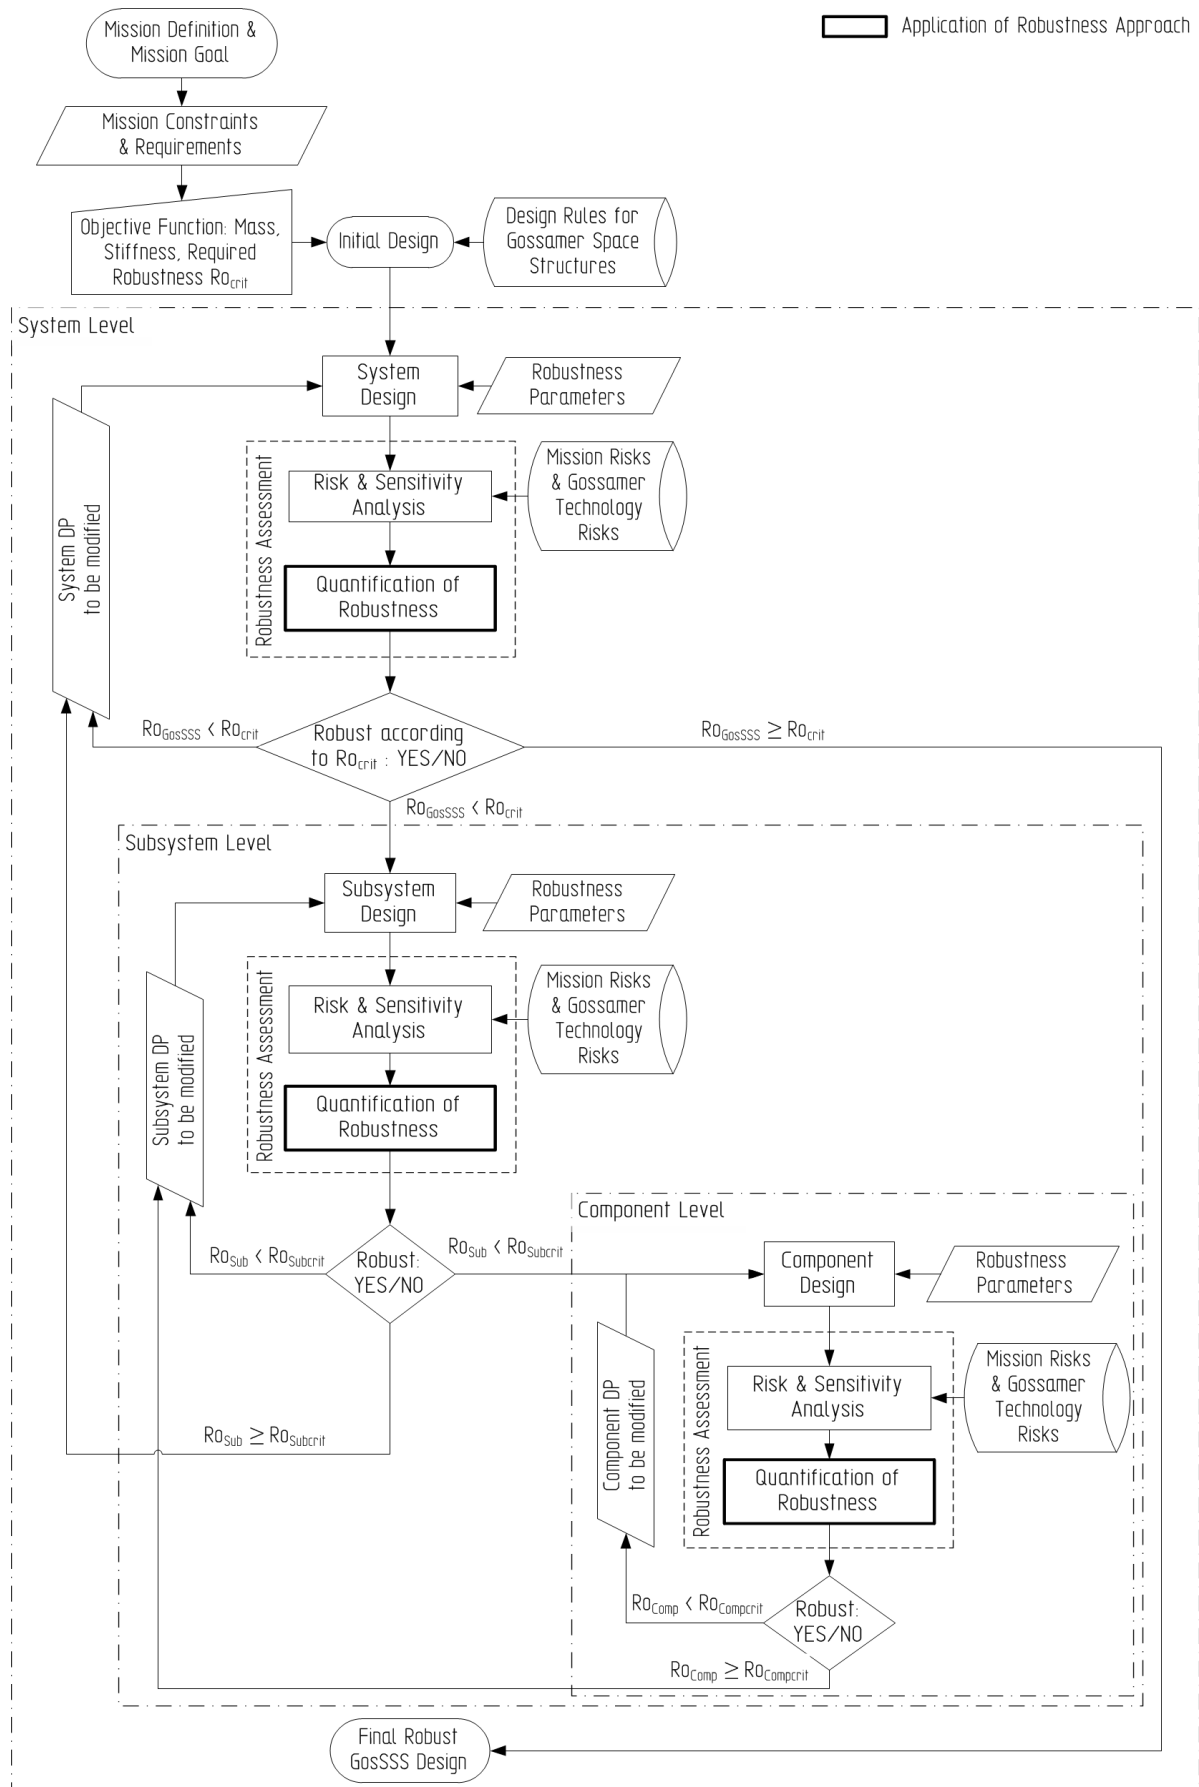 Mission Definition &
Mission Goal
Application of Robustness Approach
Mission Constraints
& Requirements
Objective Function: Mass,
Stiffness, Required
Robustness Ro_crit
Initial Design
Design Rules for
Gossamer Space
Structures
System Level
System
Design
Robustness
Parameters
System DP
to be modified
Robustness Assessment
Risk & Sensitivity
Analysis
Mission Risks
& Gossamer
Technology
Risks
Quantification of
Robustness
Ro_GosSSS < Ro_crit
Robust according
to Ro_crit : YES/NO
Ro_GosSSS ≥ Ro_crit
Ro_GosSSS < Ro_crit
Subsystem Level
Subsystem
Design
Robustness
Parameters
Subsystem DP
to be modified
Robustness Assessment
Risk & Sensitivity
Analysis
Mission Risks
& Gossamer
Technology
Risks
Quantification of
Robustness
Ro_Sub < Ro_Subcrit
Robust:
YES/NO
Ro_Sub < Ro_Subcrit
Ro_Sub ≥ Ro_Subcrit
Component Level
Component
Design
Robustness
Parameters
Component DP
to be modified
Robustness Assessment
Risk & Sensitivity
Analysis
Mission Risks
& Gossamer
Technology
Risks
Quantification of
Robustness
Ro_Comp < Ro_Compcrit
Robust:
YES/NO
Ro_Comp ≥ Ro_Compcrit
Final Robust
GosSSS Design